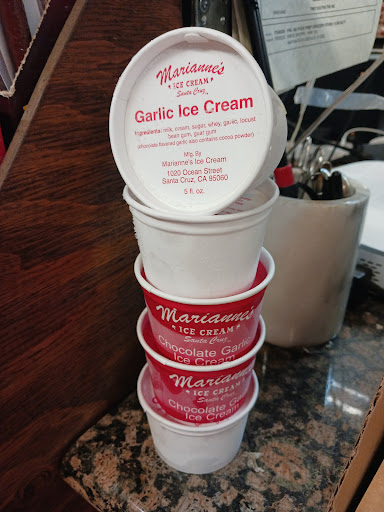 Marianne's
★ ICE CREAM ★
Santa Cruz
Garlic Ice Cream
Ingredients: milk, cream, sugar, whey, garlic, locust
bean gum, guar gum
(chocolate flavored garlic also contains cocoa powder)
Mfg. By
Marianne's Ice Cream
1020 Ocean Street
Santa Cruz, CA 95060
5 fl. oz.
Marianne's
★ ICE CREAM ★
Santa Cruz
Chocolate Garlic
Ice Cream
Marianne's
★ ICE CREAM ★
Santa Cruz
Chocolate Garlic
Ice Cream